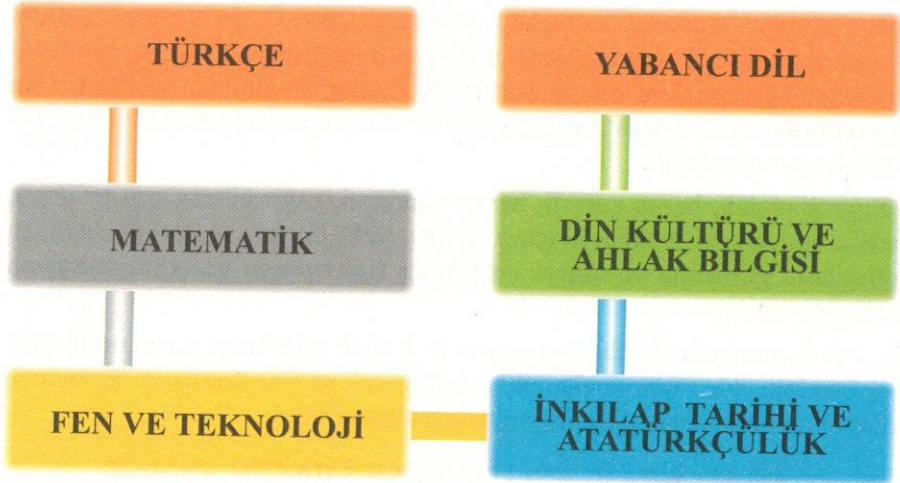 TÜRKÇE
YABANCI DİL
MATEMATİK
DİN KÜLTÜRÜ VE
AHLAK BİLGİSİ
FEN VE TEKNOLOJİ
İNKILAP TARİHİ VE
ATATÜRKÇÜLÜK